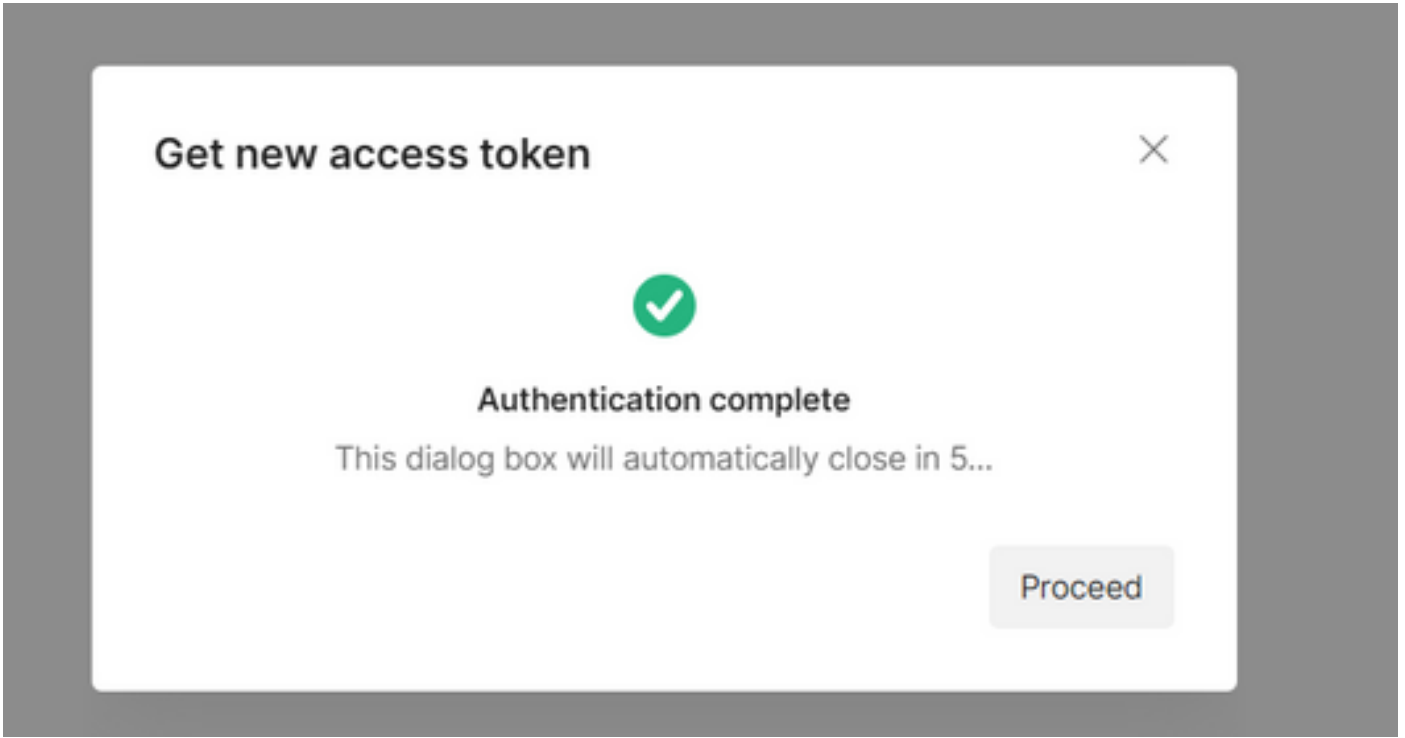 Get new access token
Authentication complete
This dialog box will automatically close in 5...
Proceed